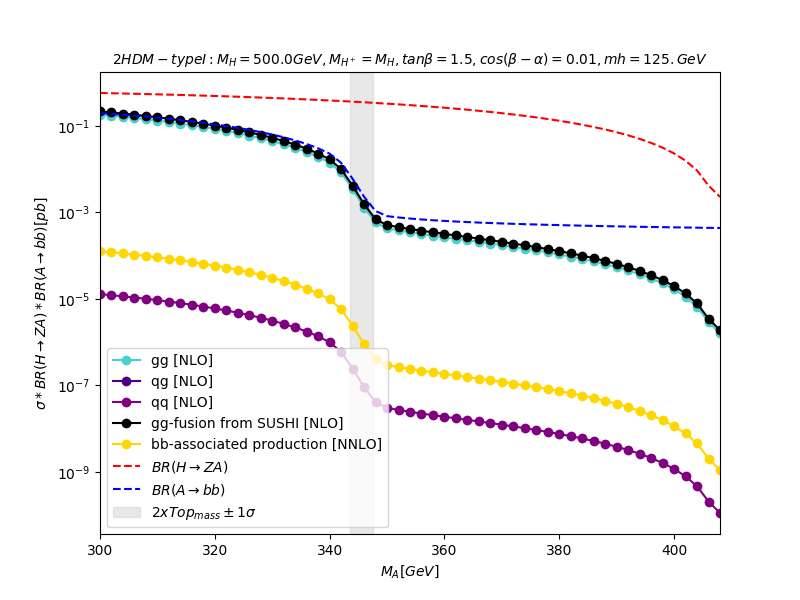 2HDM − typeI : M_H = 500.0GeV, M_{H^+} = M_H, tanβ = 1.5, cos(β − α) = 0.01, mh = 125. GeV
σ * BR(H → ZA) * BR(A → bb)[pb]
10^{-1}
10^{-3}
10^{-5}
10^{-7}
10^{-9}
gg [NLO]
qg [NLO]
qq [NLO]
gg-fusion from SUSHI [NLO]
bb-associated production [NNLO]
BR(H → ZA)
BR(A → bb)
2xTop_{mass} ± 1σ
300 320 340 360 380 400
M_A[GeV]